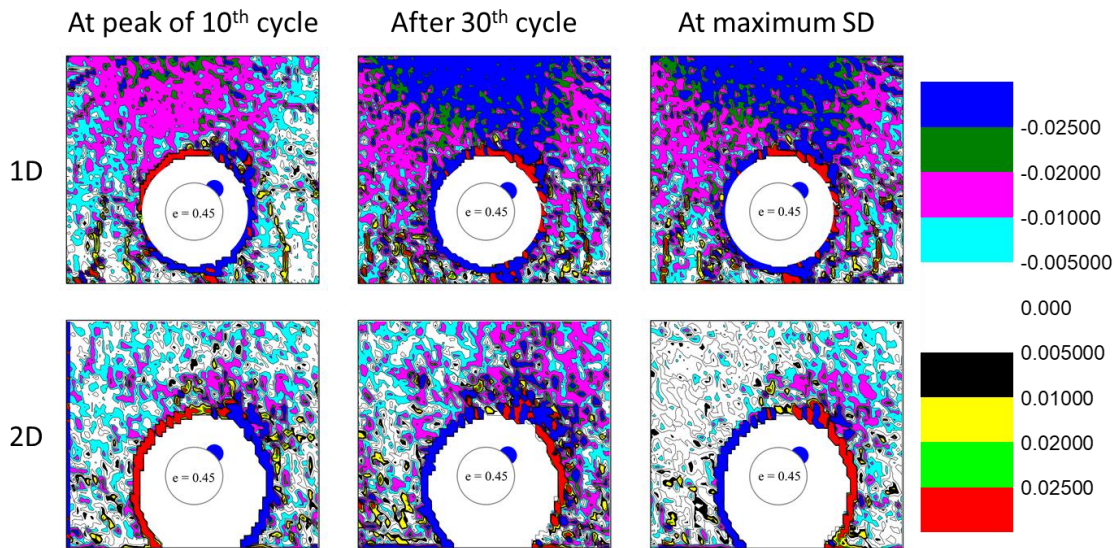 At peak of 10th cycle After 30th cycle At maximum SD
1D
e = 0.45 e = 0.45 e = 0.45
2D
e = 0.45 e = 0.45 e = 0.45
-0.02500
-0.02000
-0.01000
-0.005000
0.000
0.005000
0.01000
0.02000
0.02500